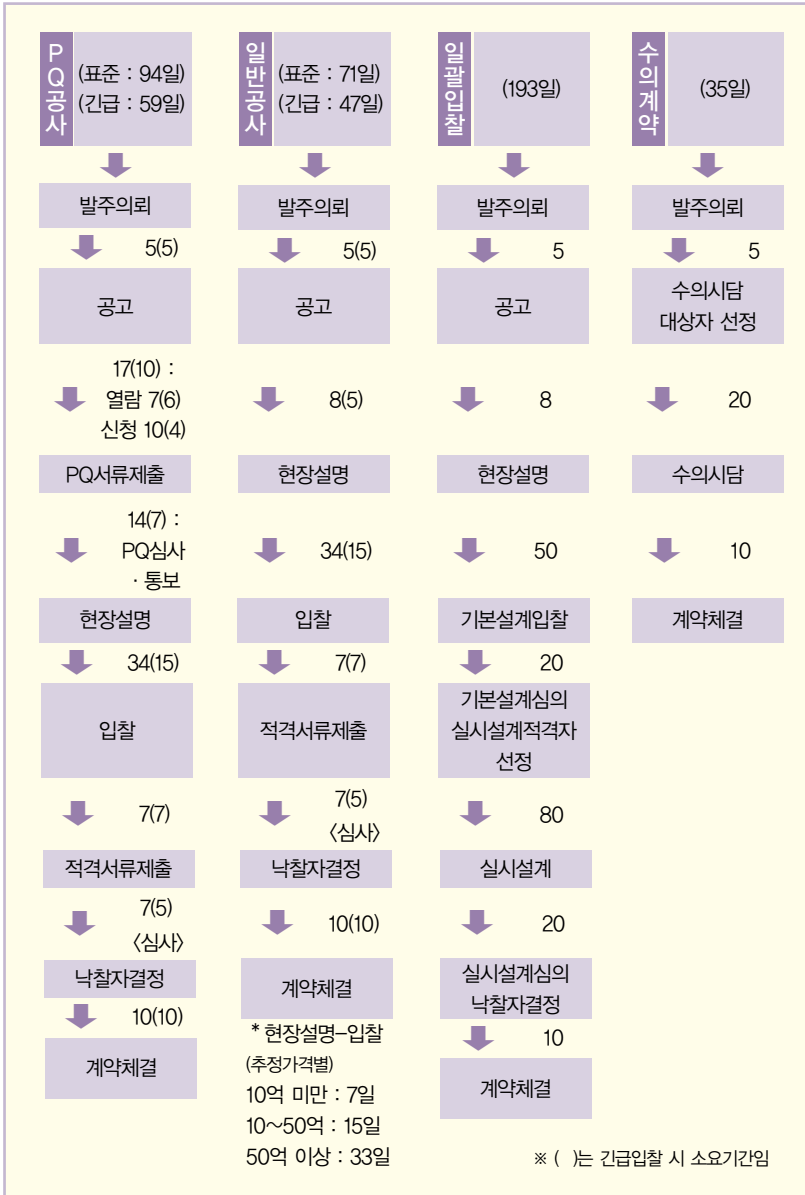 PQ공사
(표준 : 94일)
(긴급 : 59일)
발주의뢰
5(5)
공고
17(10) :
열람 7(6)
신청 10(4)
PQ서류제출
14(7) :
PQ심사
· 통보
현장설명
34(15)
입찰
7(7)
적격서류제출
7(5)
〈심사〉
낙찰자결정
10(10)
계약체결
일반공사
(표준 : 71일)
(긴급 : 47일)
발주의뢰
5(5)
공고
8(5)
현장설명
34(15)
입찰
7(7)
적격서류제출
7(5)
〈심사〉
낙찰자결정
10(10)
계약체결
* 현장설명-입찰
(추정가격별)
10억 미만 : 7일
10~50억 : 15일
50억 이상 : 33일
일괄입찰
(193일)
발주의뢰
5
공고
8
현장설명
50
기본설계입찰
20
기본설계심의
실시설계적격자
선정
80
실시설계
20
실시설계심의
낙찰자결정
10
계약체결
수의계약
(35일)
발주의뢰
5
수의시담
대상자 선정
20
수의시담
10
계약체결
※ ( )는 긴급입찰 시 소요기간임